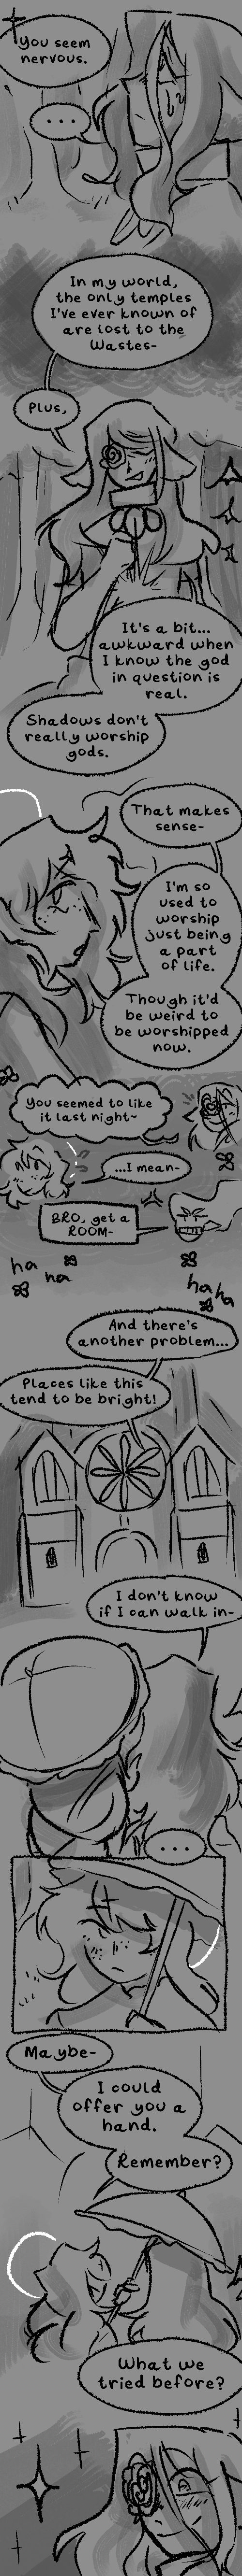 You seem
nervous.
...
In my world,
the only temples
I've ever known of
are lost to the
Wastes-
Plus,
It's a bit...
awkward when
I know the god
in question is
real.
Shadows don't
really worship
gods.
That makes
sense-
I'm so
used to
worship
just being
a part
of life.
Though it'd
be weird to
be worshipped
now.
You seemed to like
it last night~
...I mean-
BRO, get a
ROOM-
ha
ha
ha
ha
And there's
another problem...
Places like this
tend to be bright!
I don't know
if I can walk in-
...
Maybe-
I could
offer you a
hand.
Remember?
What we
tried before?